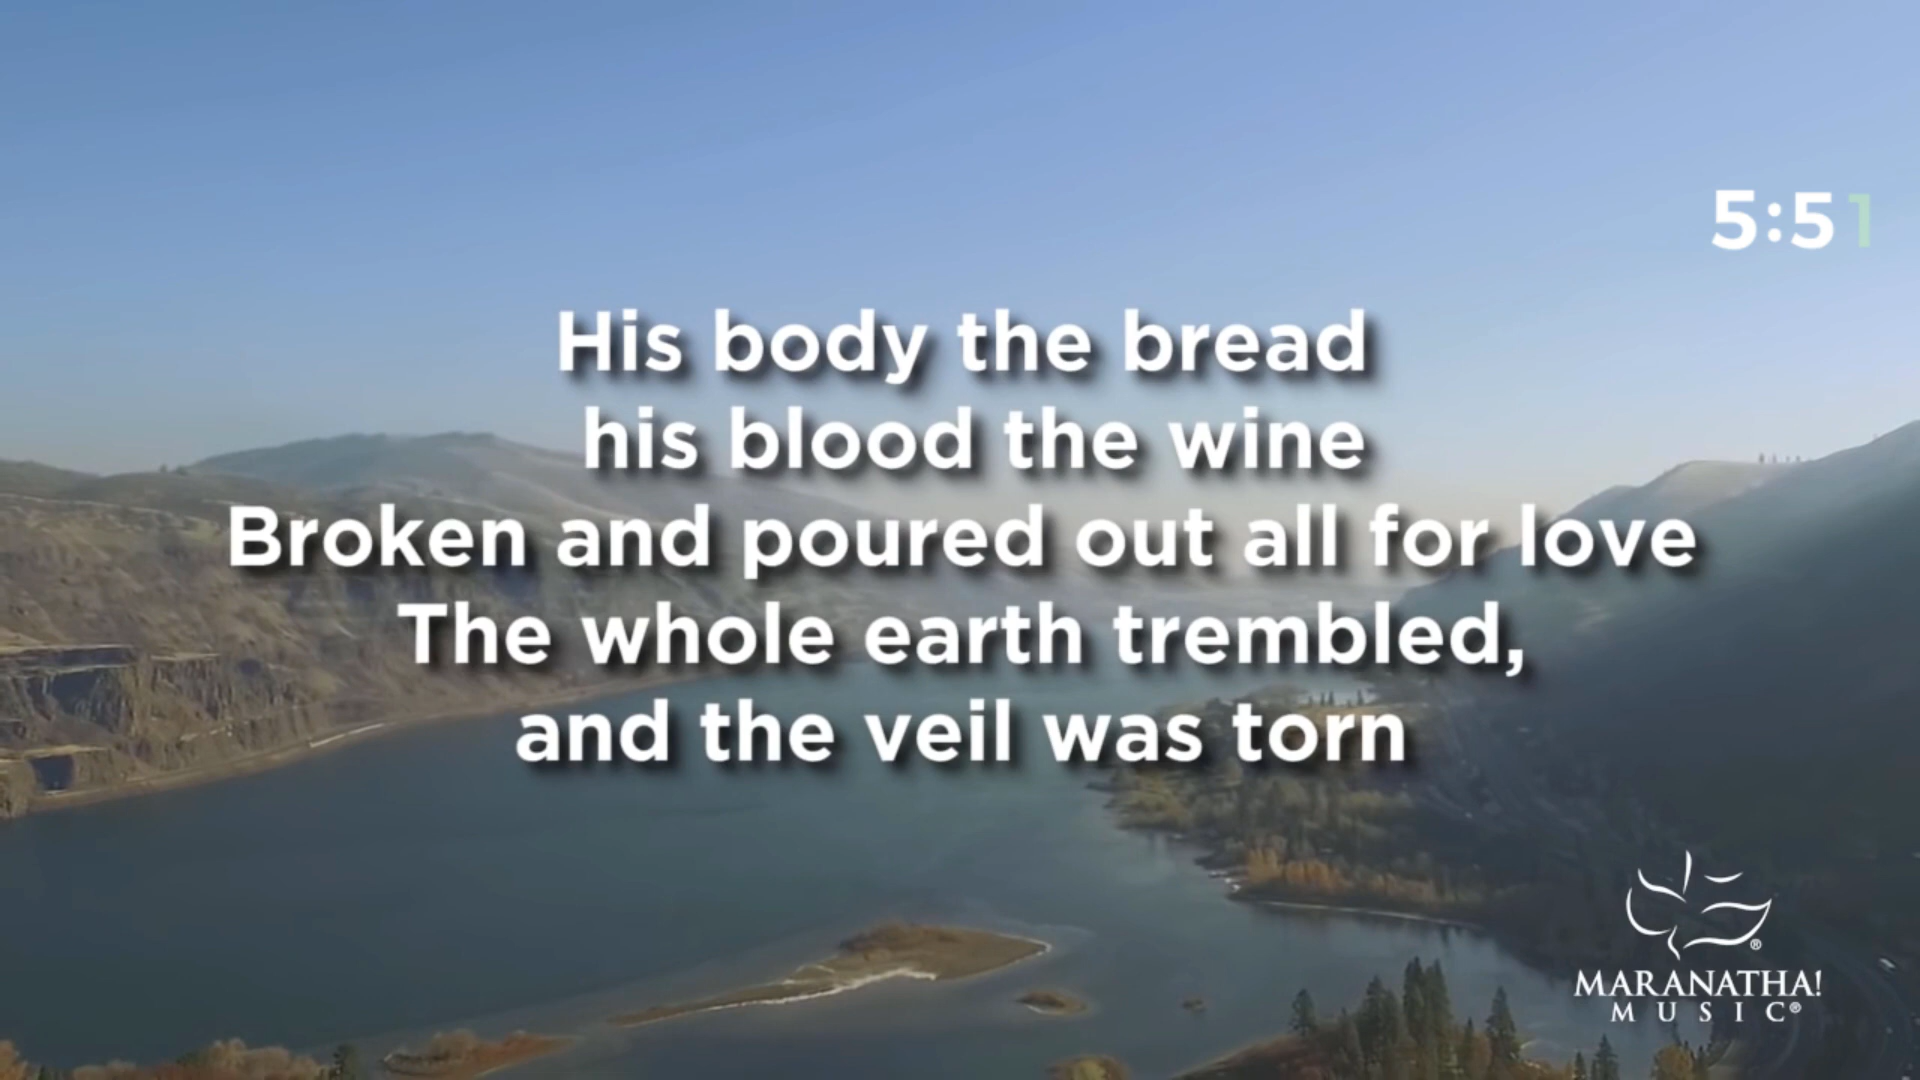 5:51
His body the bread
his blood the wine
Broken and poured out all for love
The whole earth trembled,
and the veil was torn
®
MARANATHA!
MUSIC®